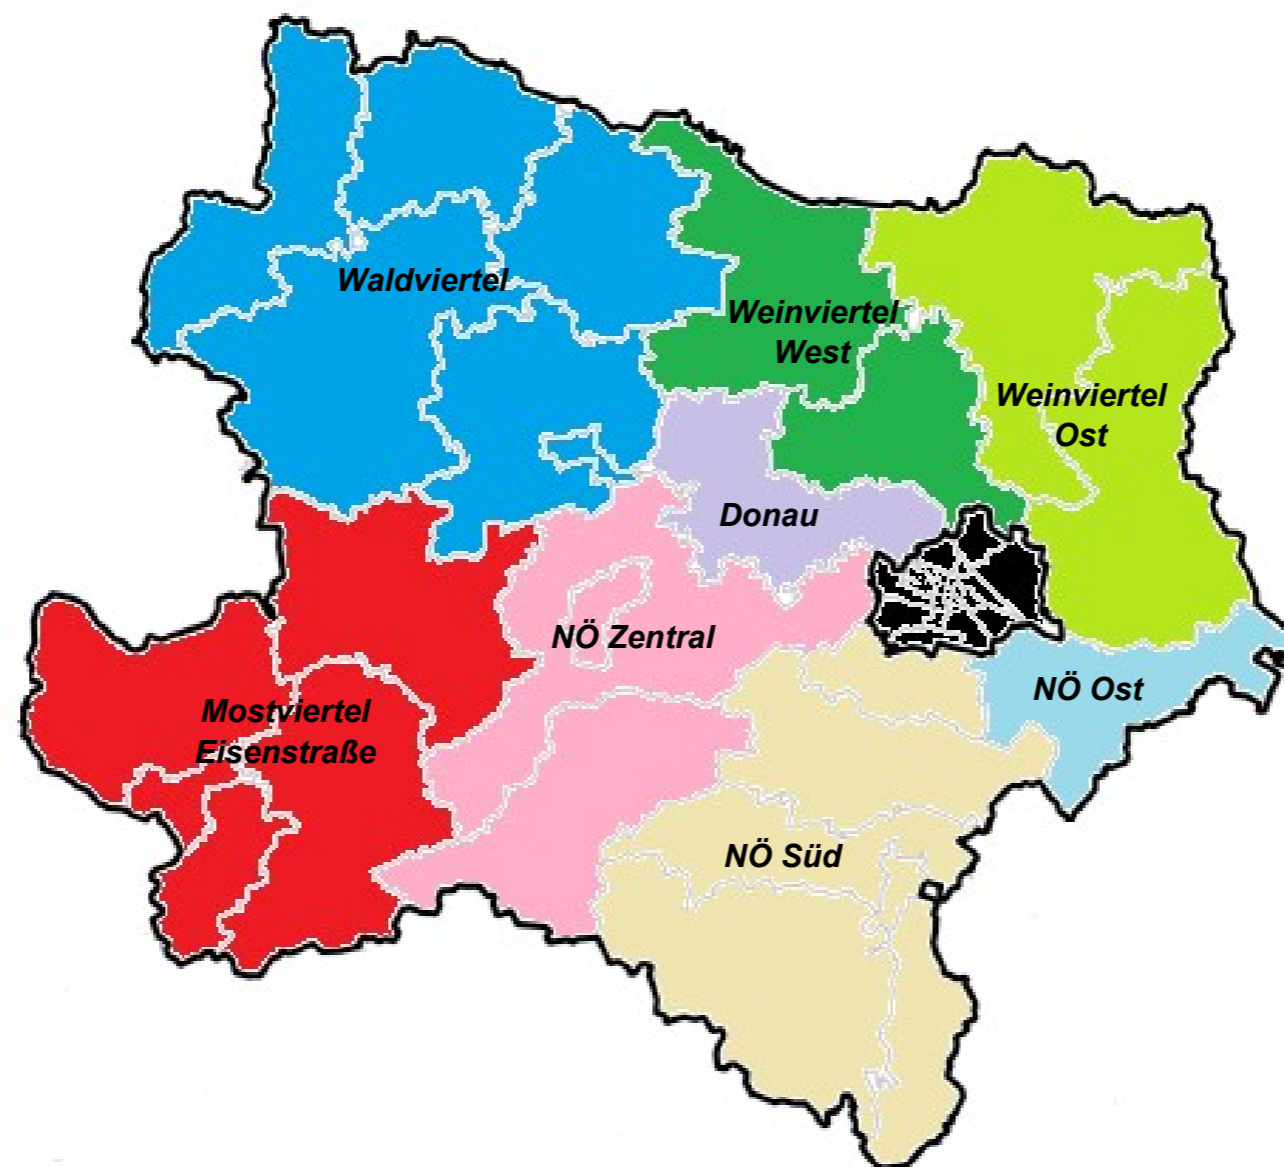 Waldviertel
Weinviertel
West
Weinviertel
Ost
Donau
NÖ Zentral
NÖ Ost
Mostviertel
Eisenstraße
NÖ Süd